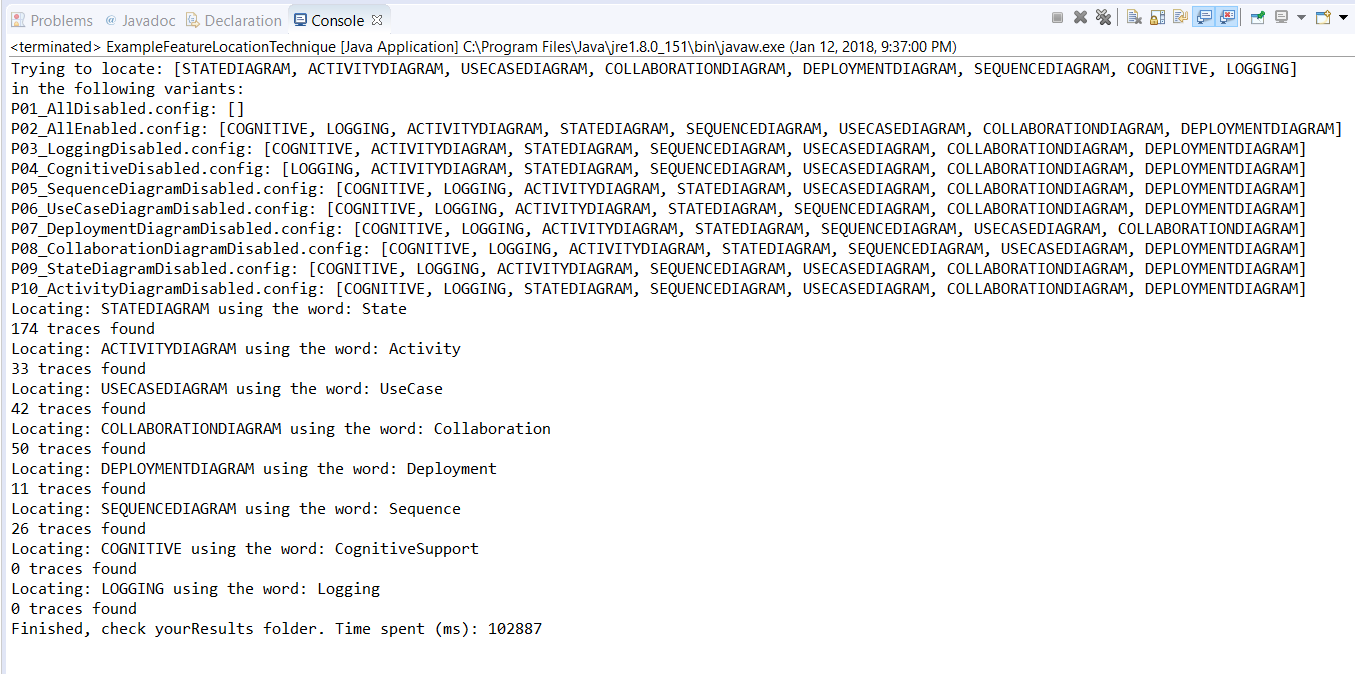 Problems @ Javadoc Declaration Console
<terminated> ExampleFeatureLocationTechnique [Java Application] C:\Program Files\Java\jre1.8.0_151\bin\javaw.exe (Jan 12, 2018, 9:37:00 PM)
Trying to locate: [STATEDIAGRAM, ACTIVITYDIAGRAM, USECASEDIAGRAM, COLLABORATIONDIAGRAM, DEPLOYMENTDIAGRAM, SEQUENCEDIAGRAM, COGNITIVE, LOGGING]
in the following variants:
P01_AllDisabled.config: []
P02_AllEnabled.config: [COGNITIVE, LOGGING, ACTIVITYDIAGRAM, STATEDIAGRAM, SEQUENCEDIAGRAM, USECASEDIAGRAM, COLLABORATIONDIAGRAM, DEPLOYMENTDIAGRAM]
P03_LoggingDisabled.config: [COGNITIVE, ACTIVITYDIAGRAM, STATEDIAGRAM, SEQUENCEDIAGRAM, USECASEDIAGRAM, COLLABORATIONDIAGRAM, DEPLOYMENTDIAGRAM]
P04_CognitiveDisabled.config: [LOGGING, ACTIVITYDIAGRAM, STATEDIAGRAM, SEQUENCEDIAGRAM, USECASEDIAGRAM, COLLABORATIONDIAGRAM, DEPLOYMENTDIAGRAM]
P05_SequenceDiagramDisabled.config: [COGNITIVE, LOGGING, ACTIVITYDIAGRAM, STATEDIAGRAM, USECASEDIAGRAM, COLLABORATIONDIAGRAM, DEPLOYMENTDIAGRAM]
P06_UseCaseDiagramDisabled.config: [COGNITIVE, LOGGING, ACTIVITYDIAGRAM, STATEDIAGRAM, SEQUENCEDIAGRAM, COLLABORATIONDIAGRAM, DEPLOYMENTDIAGRAM]
P07_DeploymentDiagramDisabled.config: [COGNITIVE, LOGGING, ACTIVITYDIAGRAM, STATEDIAGRAM, SEQUENCEDIAGRAM, USECASEDIAGRAM, COLLABORATIONDIAGRAM]
P08_CollaborationDiagramDisabled.config: [COGNITIVE, LOGGING, ACTIVITYDIAGRAM, STATEDIAGRAM, SEQUENCEDIAGRAM, USECASEDIAGRAM, DEPLOYMENTDIAGRAM]
P09_StateDiagramDisabled.config: [COGNITIVE, LOGGING, ACTIVITYDIAGRAM, SEQUENCEDIAGRAM, USECASEDIAGRAM, COLLABORATIONDIAGRAM, DEPLOYMENTDIAGRAM]
P10_ActivityDiagramDisabled.config: [COGNITIVE, LOGGING, STATEDIAGRAM, SEQUENCEDIAGRAM, USECASEDIAGRAM, COLLABORATIONDIAGRAM, DEPLOYMENTDIAGRAM]
Locating: STATEDIAGRAM using the word: State
174 traces found
Locating: ACTIVITYDIAGRAM using the word: Activity
33 traces found
Locating: USECASEDIAGRAM using the word: UseCase
42 traces found
Locating: COLLABORATIONDIAGRAM using the word: Collaboration
50 traces found
Locating: DEPLOYMENTDIAGRAM using the word: Deployment
11 traces found
Locating: SEQUENCEDIAGRAM using the word: Sequence
26 traces found
Locating: COGNITIVE using the word: CognitiveSupport
0 traces found
Locating: LOGGING using the word: Logging
0 traces found
Finished, check yourResults folder. Time spent (ms): 102887